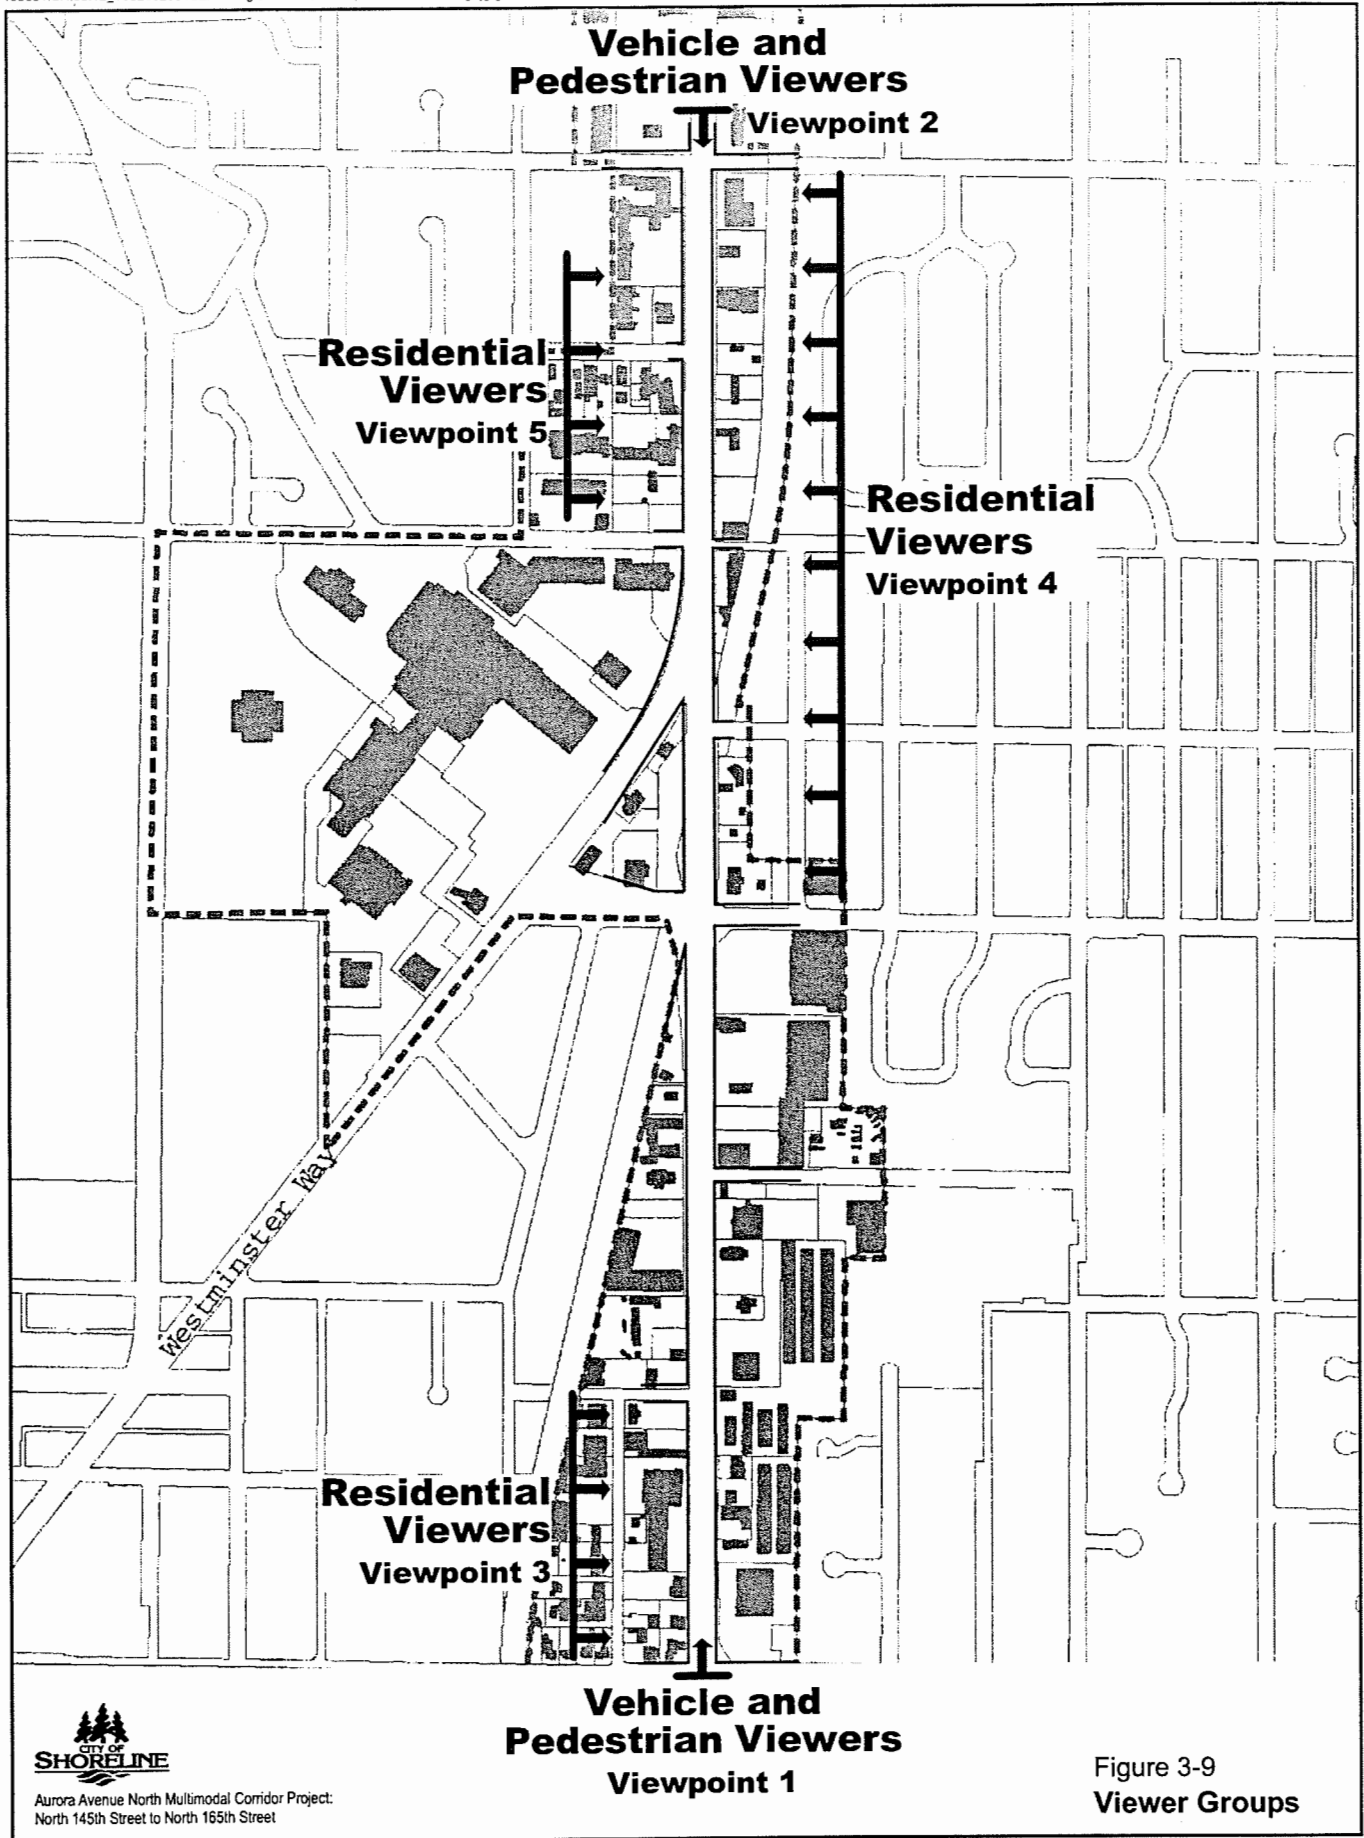 Vehicle and
Pedestrian Viewers
Viewpoint 2
Residential
Viewers
Viewpoint 5
Residential
Viewers
Viewpoint 4
Westminster Way
Residential
Viewers
Viewpoint 3
Vehicle and
Pedestrian Viewers
Viewpoint 1
CITY OF
SHORELINE
Aurora Avenue North Multimodal Corridor Project:
North 145th Street to North 165th Street
Figure 3-9
Viewer Groups